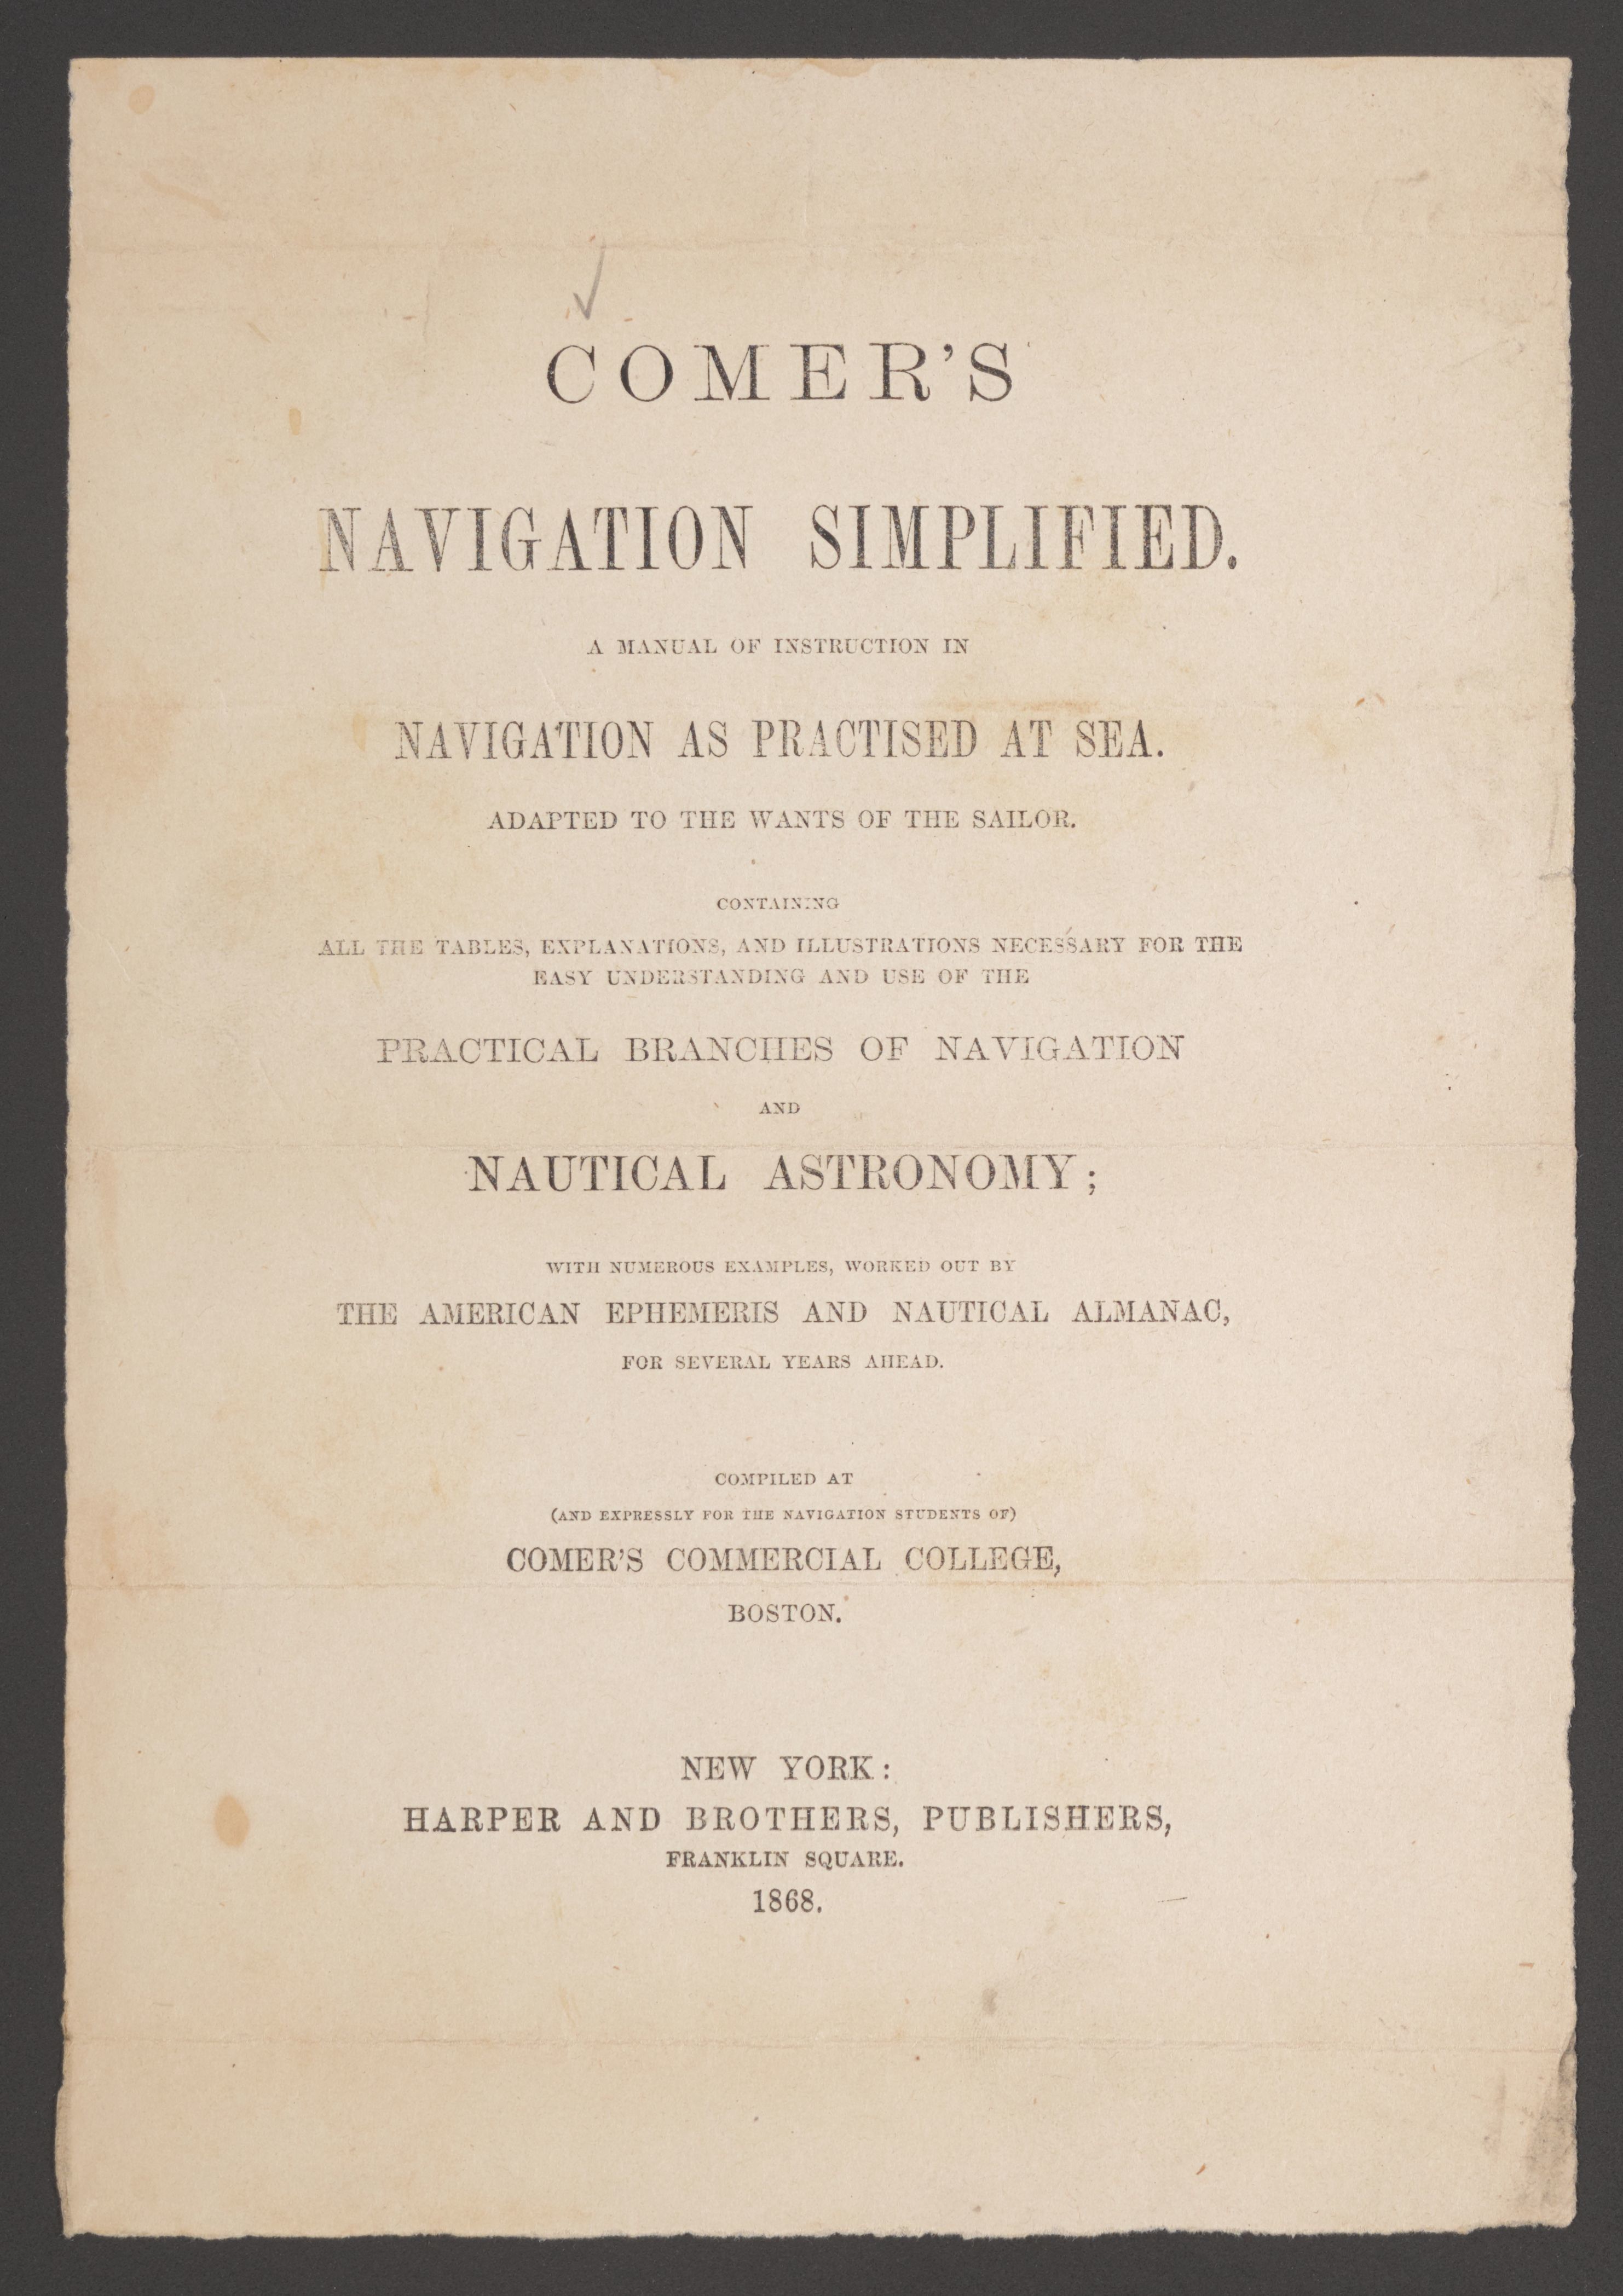 COMER'S
NAVIGATION SIMPLIFIED.
A MANUAL OF INSTRUCTION IN
NAVIGATION AS PRACTISED AT SEA.
ADAPTED TO THE WANTS OF THE SAILOR.
CONTAINING
ALL THE TABLES, EXPLANATIONS, AND ILLUSTRATIONS NECESSARY FOR THE
EASY UNDERSTANDING AND USE OF THE
PRACTICAL BRANCHES OF NAVIGATION
AND
NAUTICAL ASTRONOMY;
WITH NUMEROUS EXAMPLES, WORKED OUT BY
THE AMERICAN EPHEMERIS AND NAUTICAL ALMANAC,
FOR SEVERAL YEARS AHEAD.
COMPILED AT
(AND EXPRESSLY FOR THE NAVIGATION STUDENTS OF)
COMER'S COMMERCIAL COLLEGE,
BOSTON.
NEW YORK:
HARPER AND BROTHERS, PUBLISHERS,
FRANKLIN SQUARE.
1868.